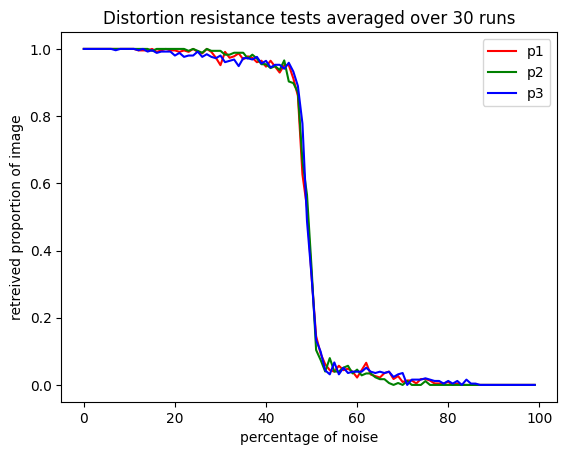 Distortion resistance tests averaged over 30 runs
1.0
0.8
0.6
0.4
0.2
0.0
retreived proportion of image
p1
p2
p3
0
20
40
60
80
100
percentage of noise